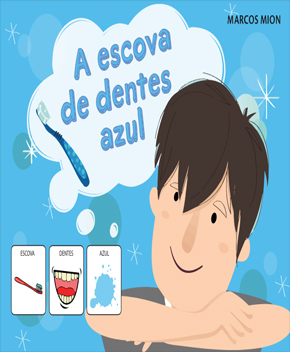 MARCOS MION
A escova
de dentes
azul
ESCOVA
DENTES
AZUL